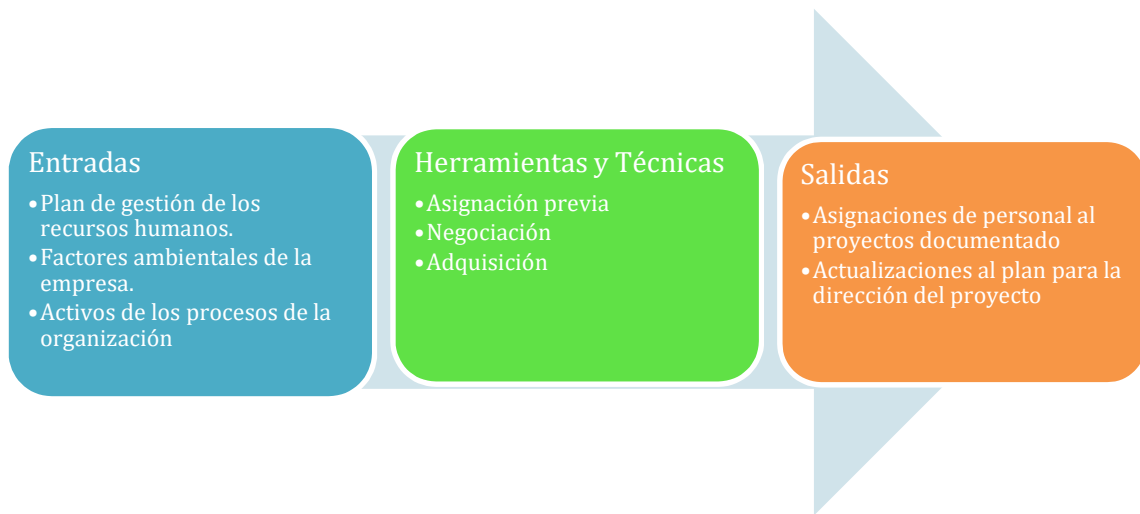 Entradas
•Plan de gestión de los
recursos humanos.
•Factores ambientales de la
empresa.
•Activos de los procesos de la
organización
Herramientas y Técnicas
•Asignación previa
•Negociación
•Adquisición
Salidas
•Asignaciones de personal al
proyectos documentado
•Actualizaciones al plan para la
dirección del proyecto